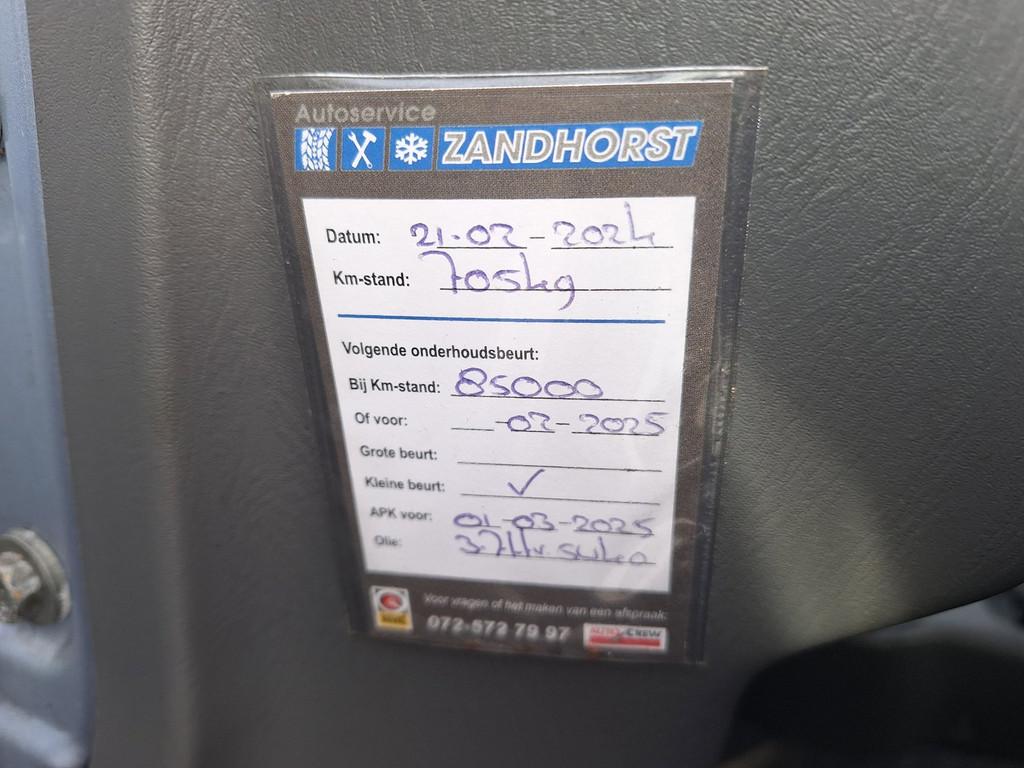 Autoservice
ZANDHORST
Datum: 21-02-2024
Km-stand: 70549
Volgende onderhoudsbeurt:
Bij Km-stand: 85000
Of voor: -02-2025
Grote beurt:
Kleine beurt: ✓
APK voor: 01-03-2025
Olie:
Voor vragen of het maken van een afspraak:
072-572 79 97
AUTO CREW